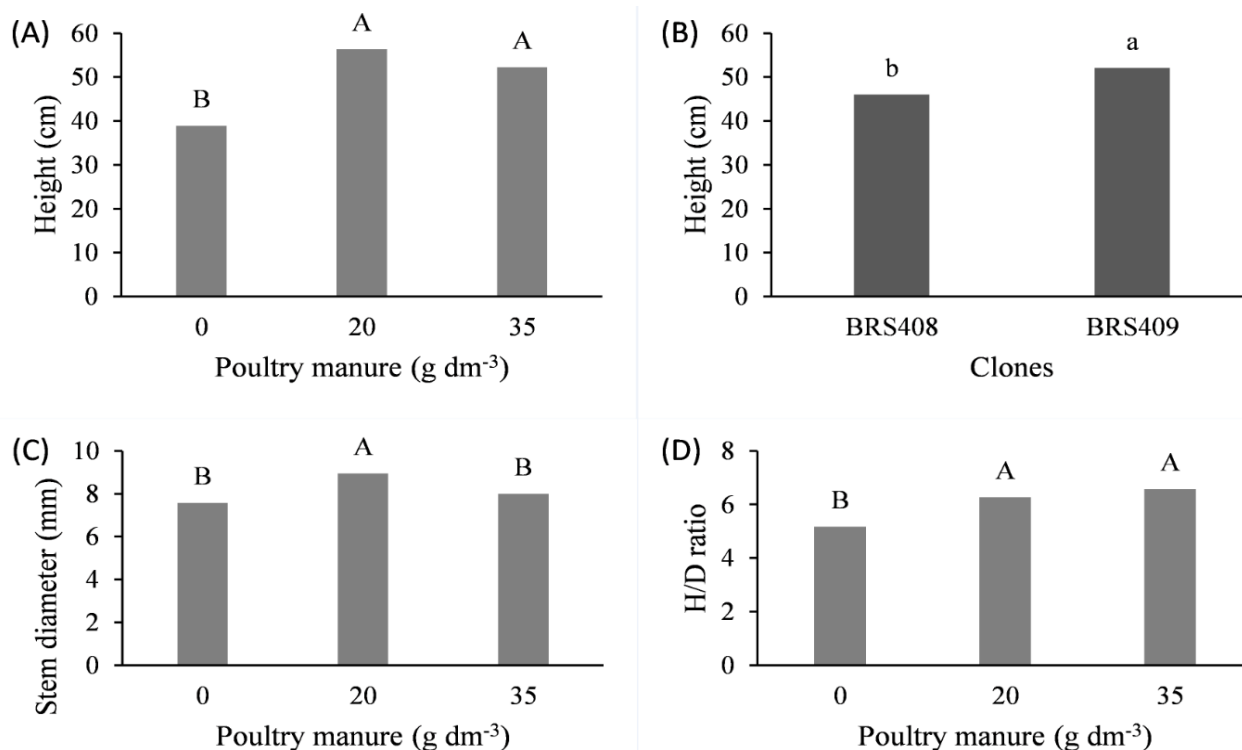 (A)
Height (cm)
60
50
40
30
20
10
0
B
A
A
0 20 35
Poultry manure (g dm-3)
(B)
Height (cm)
60
50
40
30
20
10
0
b
a
BRS408 BRS409
Clones
(C)
Stem diameter (mm)
10
8
6
4
2
0
B
A
B
0 20 35
Poultry manure (g dm-3)
(D)
H/D ratio
8
6
4
2
0
B
A
A
0 20 35
Poultry manure (g dm-3)